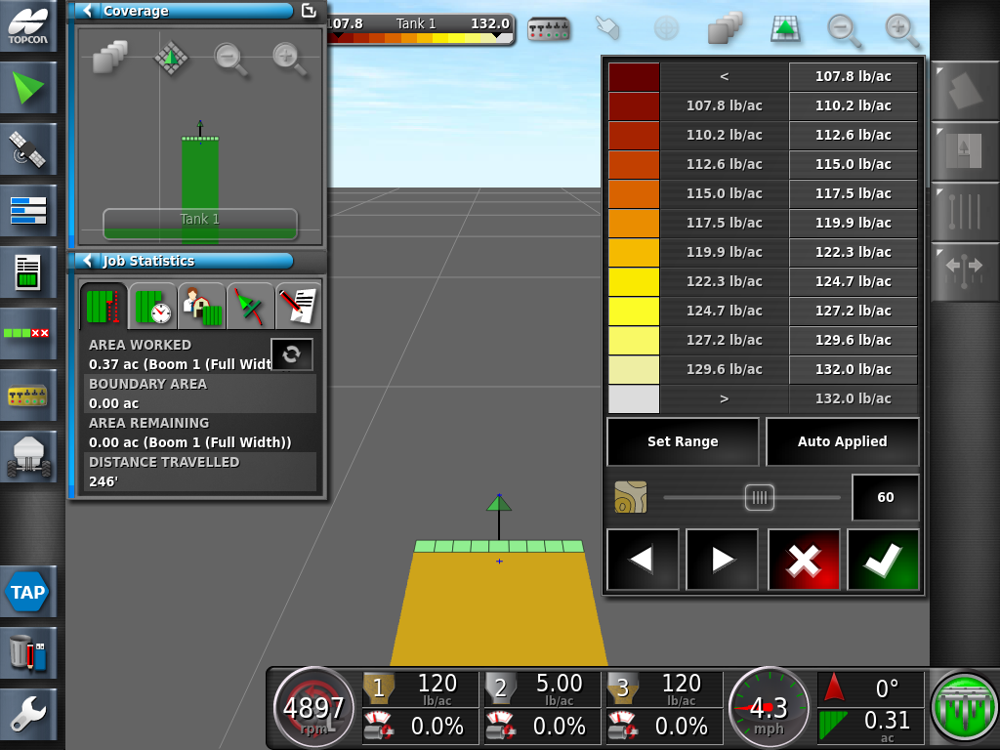 TOPCON
Coverage
Tank 1
07.8 Tank 1 132.0
Job Statistics
AREA WORKED
0.37 ac (Boom 1 (Full Widt
BOUNDARY AREA
0.00 ac
AREA REMAINING
0.00 ac (Boom 1 (Full Width))
DISTANCE TRAVELLED
246'
< 107.8 lb/ac
107.8 lb/ac 110.2 lb/ac
110.2 lb/ac 112.6 lb/ac
112.6 lb/ac 115.0 lb/ac
115.0 lb/ac 117.5 lb/ac
117.5 lb/ac 119.9 lb/ac
119.9 lb/ac 122.3 lb/ac
122.3 lb/ac 124.7 lb/ac
124.7 lb/ac 127.2 lb/ac
127.2 lb/ac 129.6 lb/ac
129.6 lb/ac 132.0 lb/ac
> 132.0 lb/ac
Set Range Auto Applied
60
TAP
4897
rpm
1 120
lb/ac
0.0%
2 5.00
lb/ac
0.0%
3 120
lb/ac
0.0%
4.3
mph
0°
0.31
ac